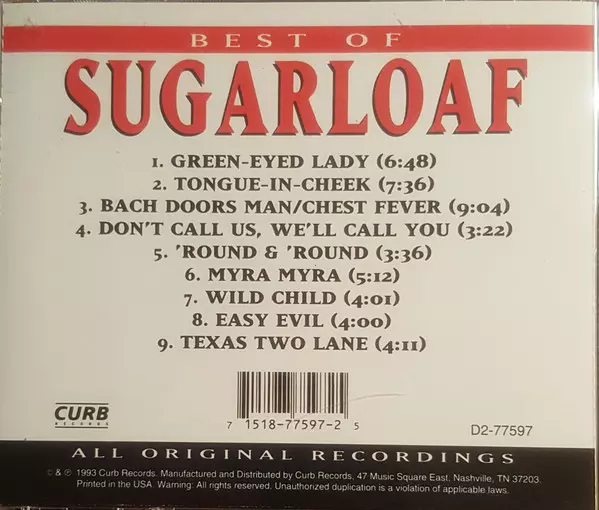 BEST OF
SUGARLOAF
1. GREEN-EYED LADY (6:48)
2. TONGUE-IN-CHEEK (7:36)
3. BACH DOORS MAN/CHEST FEVER (9:04)
4. DON'T CALL US, WE'LL CALL YOU (3:22)
5. 'ROUND & 'ROUND (3:36)
6. MYRA MYRA (5:12)
7. WILD CHILD (4:01)
8. EASY EVIL (4:00)
9. TEXAS TWO LANE (4:11)
CURB
RECORDS
7 1518-77597-2 5
D2-77597
ALL ORIGINAL RECORDINGS
© & ℗ 1993 Curb Records. Manufactured and Distributed by Curb Records, 47 Music Square East, Nashville, TN 37203.
Printed in the USA. Warning: All rights reserved. Unauthorized duplication is a violation of applicable laws.